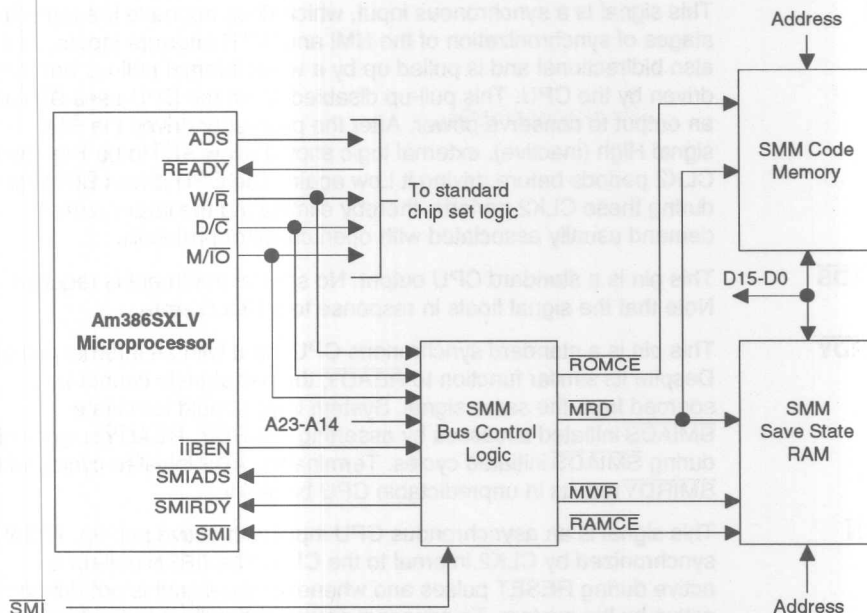 Address
SMM Code
Memory
ADS
READY
W/R
D/C
M/IO
To standard
chip set logic
D15-D0
Am386SXLV
Microprocessor
A23-A14
SMM
Bus Control
Logic
ROMCE
MRD
MWR
RAMCE
SMM
Save State
RAM
IIBEN
SMIADS
SMIRDY
SMI
SMI
Address